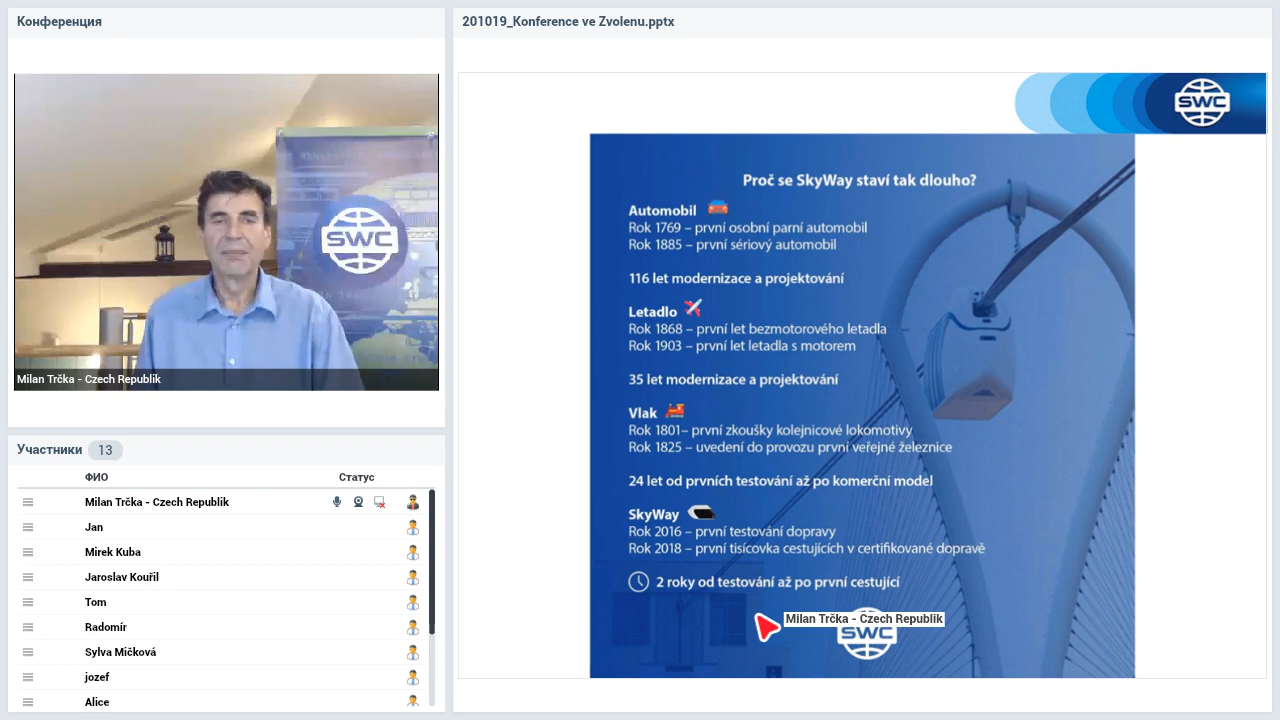 Конференция
201019_Konference ve Zvolenu.pptx
SWC
SWC
Milan Trčka - Czech Republik
Proč se SkyWay staví tak dlouho?
Automobil
Rok 1769 – první osobní parní automobil
Rok 1885 – první sériový automobil
116 let modernizace a projektování
Letadlo
Rok 1868 – první let bezmotorového letadla
Rok 1903 – první let letadla s motorem
35 let modernizace a projektování
Vlak
Rok 1801– první zkoušky kolejnicové lokomotivy
Rok 1825 – uvedení do provozu první veřejné železnice
24 let od prvních testování až po komerční model
SkyWay
Rok 2016 – první testování dopravy
Rok 2018 – první tisícovka cestujících v certifikované dopravě
2 roky od testování až po první cestující
Milan Trčka - Czech Republik
SWC
Участники 13
ФИО Статус
Milan Trčka - Czech Republik
Jan
Mirek Kuba
Jaroslav Kouřil
Tom
Radomír
Sylva Mičková
jozef
Alice